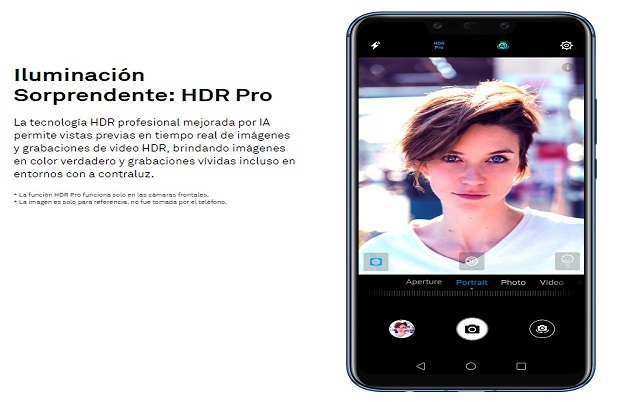 Iluminación
Sorprendente: HDR Pro
La tecnología HDR profesional mejorada por IA
permite vistas previas en tiempo real de imágenes
y grabaciones de video HDR, brindando imágenes
en color verdadero y grabaciones vívidas incluso en
entornos con a contraluz.
* La función HDR Pro funciona solo en las cámaras frontales.
* La imagen es solo para referencia, no fue tomada por el teléfono.
HDR
Pro
AI
Aperture Portrait Photo Video